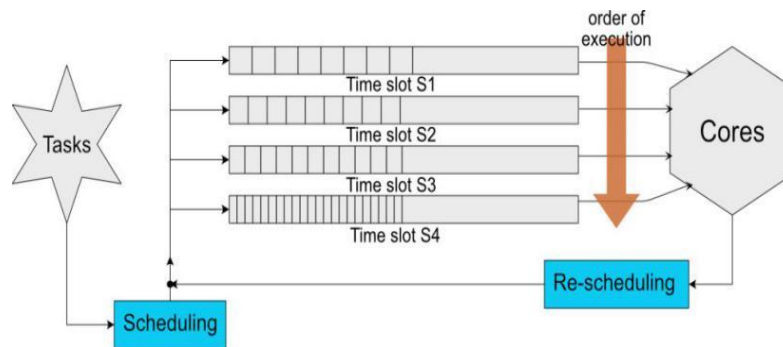 order of
execution
Time slot S1
Tasks
Time slot S2
Cores
Time slot S3
Time slot S4
Re-scheduling
Scheduling